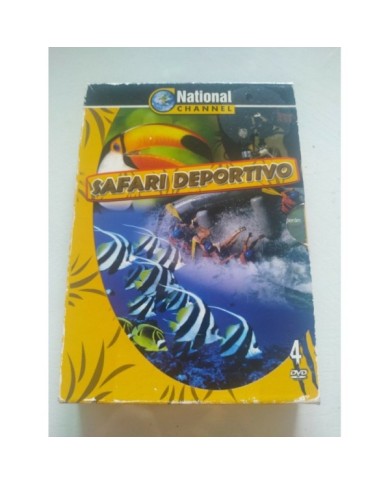 National
CHANNEL
SAFARI DEPORTIVO
4
DVD